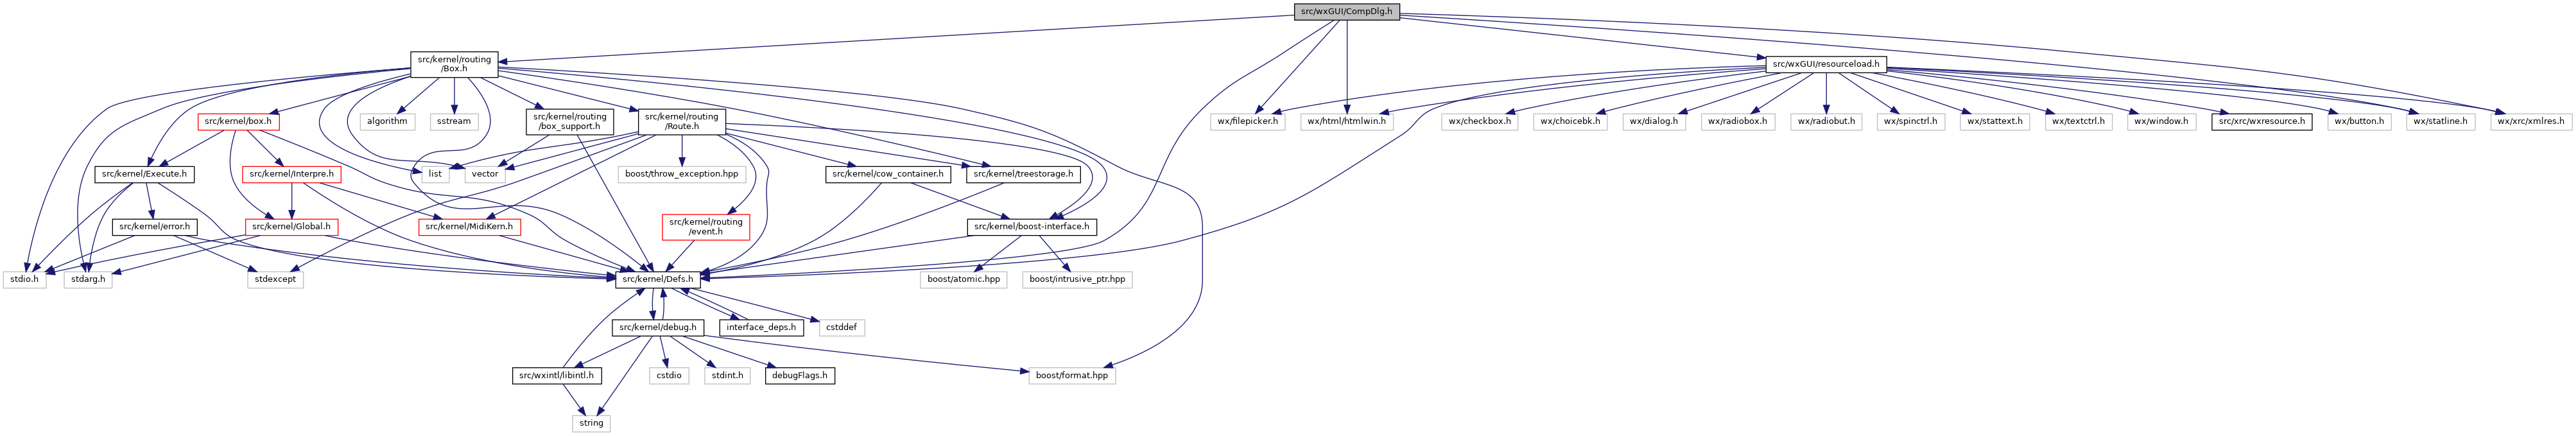 src/wxGUI/CompDlg.h
src/kernel/routing
/Box.h
src/wxGUI/resourceload.h
src/kernel/box.h
algorithm
sstream
src/kernel/routing
/box_support.h
src/kernel/routing
/Route.h
wx/filepicker.h
wx/html/htmlwin.h
wx/checkbox.h
wx/choicebk.h
wx/dialog.h
wx/radiobox.h
wx/radiobut.h
wx/spinctrl.h
wx/stattext.h
wx/textctrl.h
wx/window.h
src/xrc/wxresource.h
wx/button.h
wx/statline.h
wx/xrc/xmlres.h
src/kernel/Execute.h
src/kernel/Interpre.h
list
vector
boost/throw_exception.hpp
src/kernel/cow_container.h
src/kernel/treestorage.h
src/kernel/error.h
src/kernel/Global.h
src/kernel/MidiKern.h
src/kernel/routing
/event.h
src/kernel/boost-interface.h
stdio.h
stdarg.h
stdexcept
src/kernel/Defs.h
boost/atomic.hpp
boost/intrusive_ptr.hpp
src/kernel/debug.h
interface_deps.h
cstddef
src/wxintl/libintl.h
cstdio
stdint.h
debugFlags.h
boost/format.hpp
string